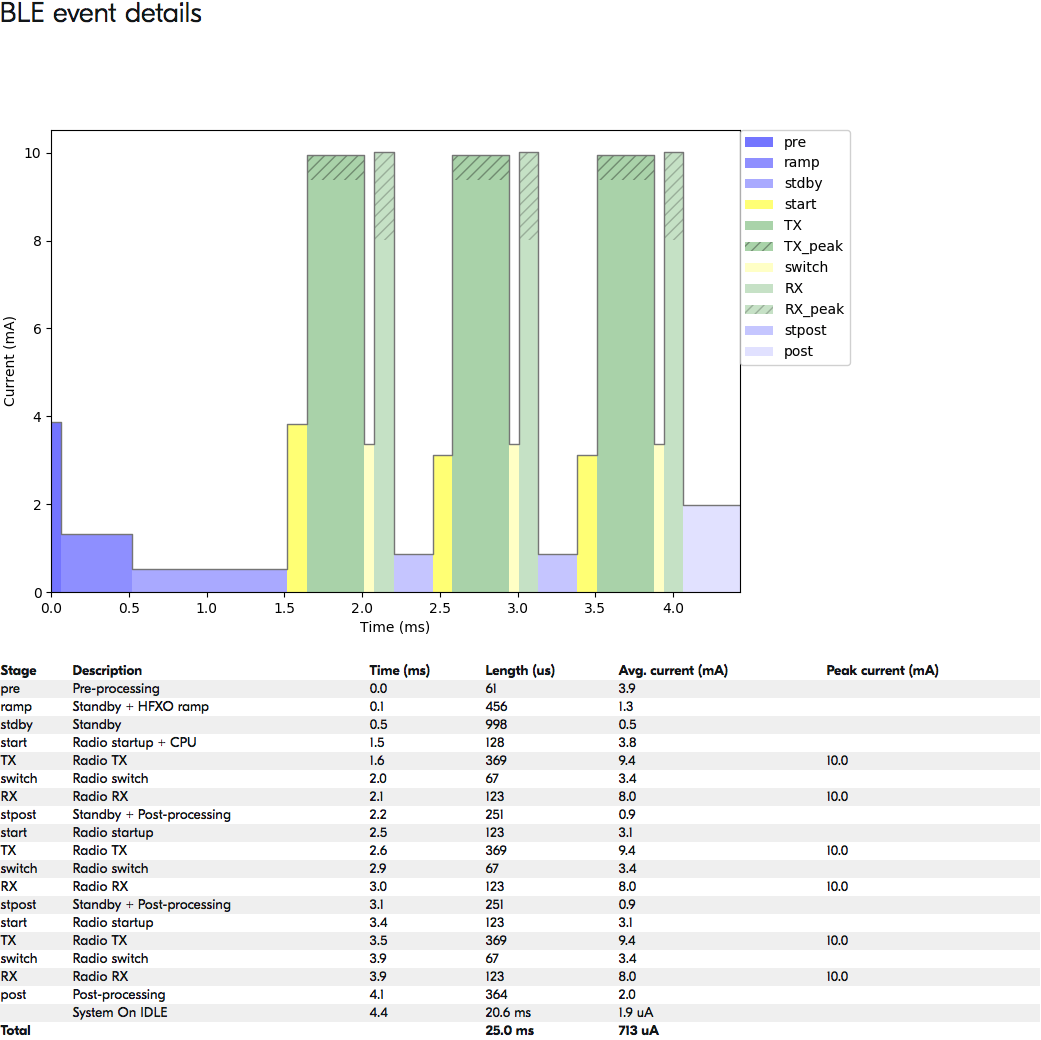 BLE event details
10
8
6
4
2
0
Current (mA)
0.0 0.5 1.0 1.5 2.0 2.5 3.0 3.5 4.0
Time (ms)
pre
ramp
stdby
start
TX
TX_peak
switch
RX
RX_peak
stpost
post
Stage Description Time (ms) Length (us) Avg. current (mA) Peak current (mA)
pre Pre-processing 0.0 61 3.9
ramp Standby + HFXO ramp 0.1 456 1.3
stdby Standby 0.5 998 0.5
start Radio startup + CPU 1.5 128 3.8
TX Radio TX 1.6 369 9.4 10.0
switch Radio switch 2.0 67 3.4
RX Radio RX 2.1 123 8.0 10.0
stpost Standby + Post-processing 2.2 251 0.9
start Radio startup 2.5 123 3.1
TX Radio TX 2.6 369 9.4 10.0
switch Radio switch 2.9 67 3.4
RX Radio RX 3.0 123 8.0 10.0
stpost Standby + Post-processing 3.1 251 0.9
start Radio startup 3.4 123 3.1
TX Radio TX 3.5 369 9.4 10.0
switch Radio switch 3.9 67 3.4
RX Radio RX 3.9 123 8.0 10.0
post Post-processing 4.1 364 2.0
System On IDLE 4.4 20.6 ms 1.9 uA
Total 25.0 ms 713 uA